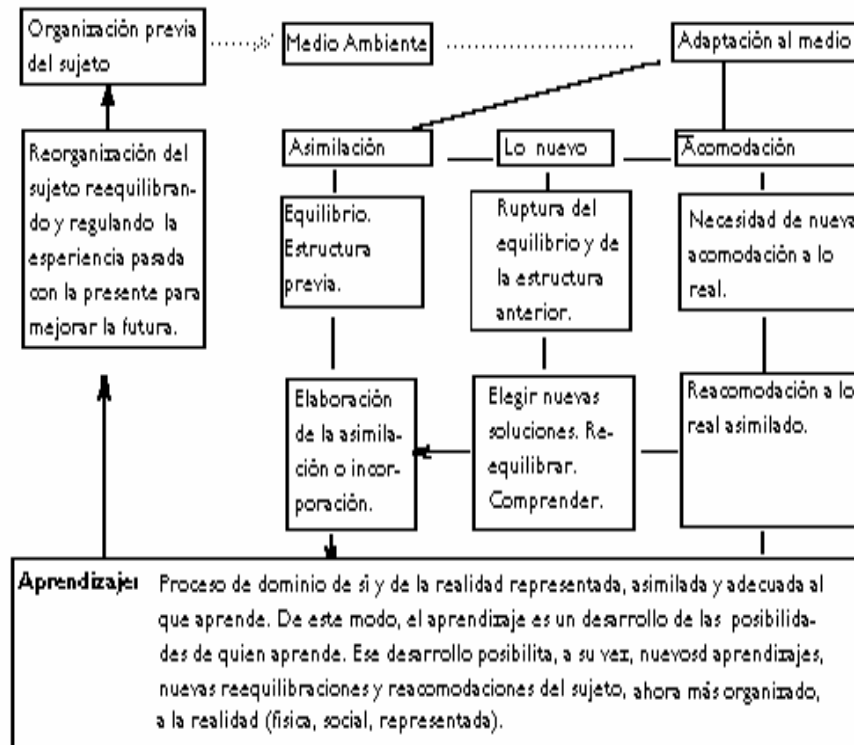 Organización previa
del sujeto
Medio Ambiente
Adaptación al medio
Reorganización del
sujeto reequilibran-
do y regulando la
esperiencia pasada
con la presente para
mejorar la futura.
Asimilación
Lo nuevo
Acomodación
Equilibrio.
Estructura
previa.
Ruptura del
equilibrio y de
la estructura
anterior.
Necesidad de nueva
acomodación a lo
real.
Elaboración
de la asimila-
ción o incor-
poración.
Elegir nuevas
soluciones. Re-
equilibrar.
Comprender.
Reacomodación a lo
real asimilado.
Aprendizaje: Proceso de dominio de sí y de la realidad representada, asimilada y adecuada al
que aprende. De este modo, el aprendizaje es un desarrollo de las posibilida-
des de quien aprende. Ese desarrollo posibilita, a su vez, nuevosd aprendizajes,
nuevas reequilibraciones y reacomodaciones del sujeto, ahora más organizado,
a la realidad (fisica, social, representada).